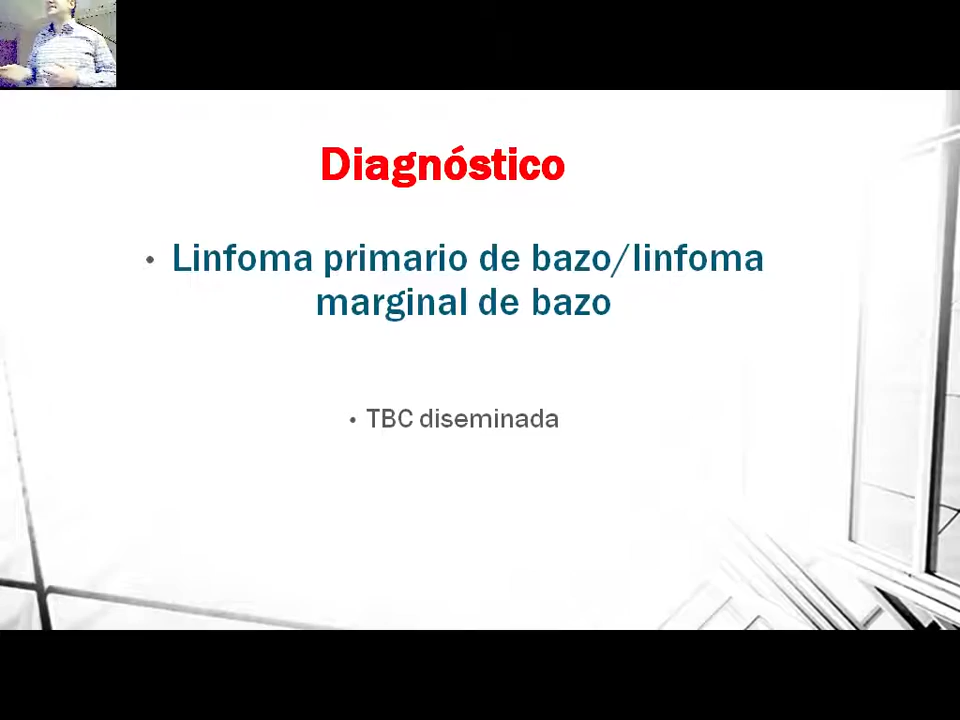 Diagnóstico
• Linfoma primario de bazo/linfoma
marginal de bazo
• TBC diseminada